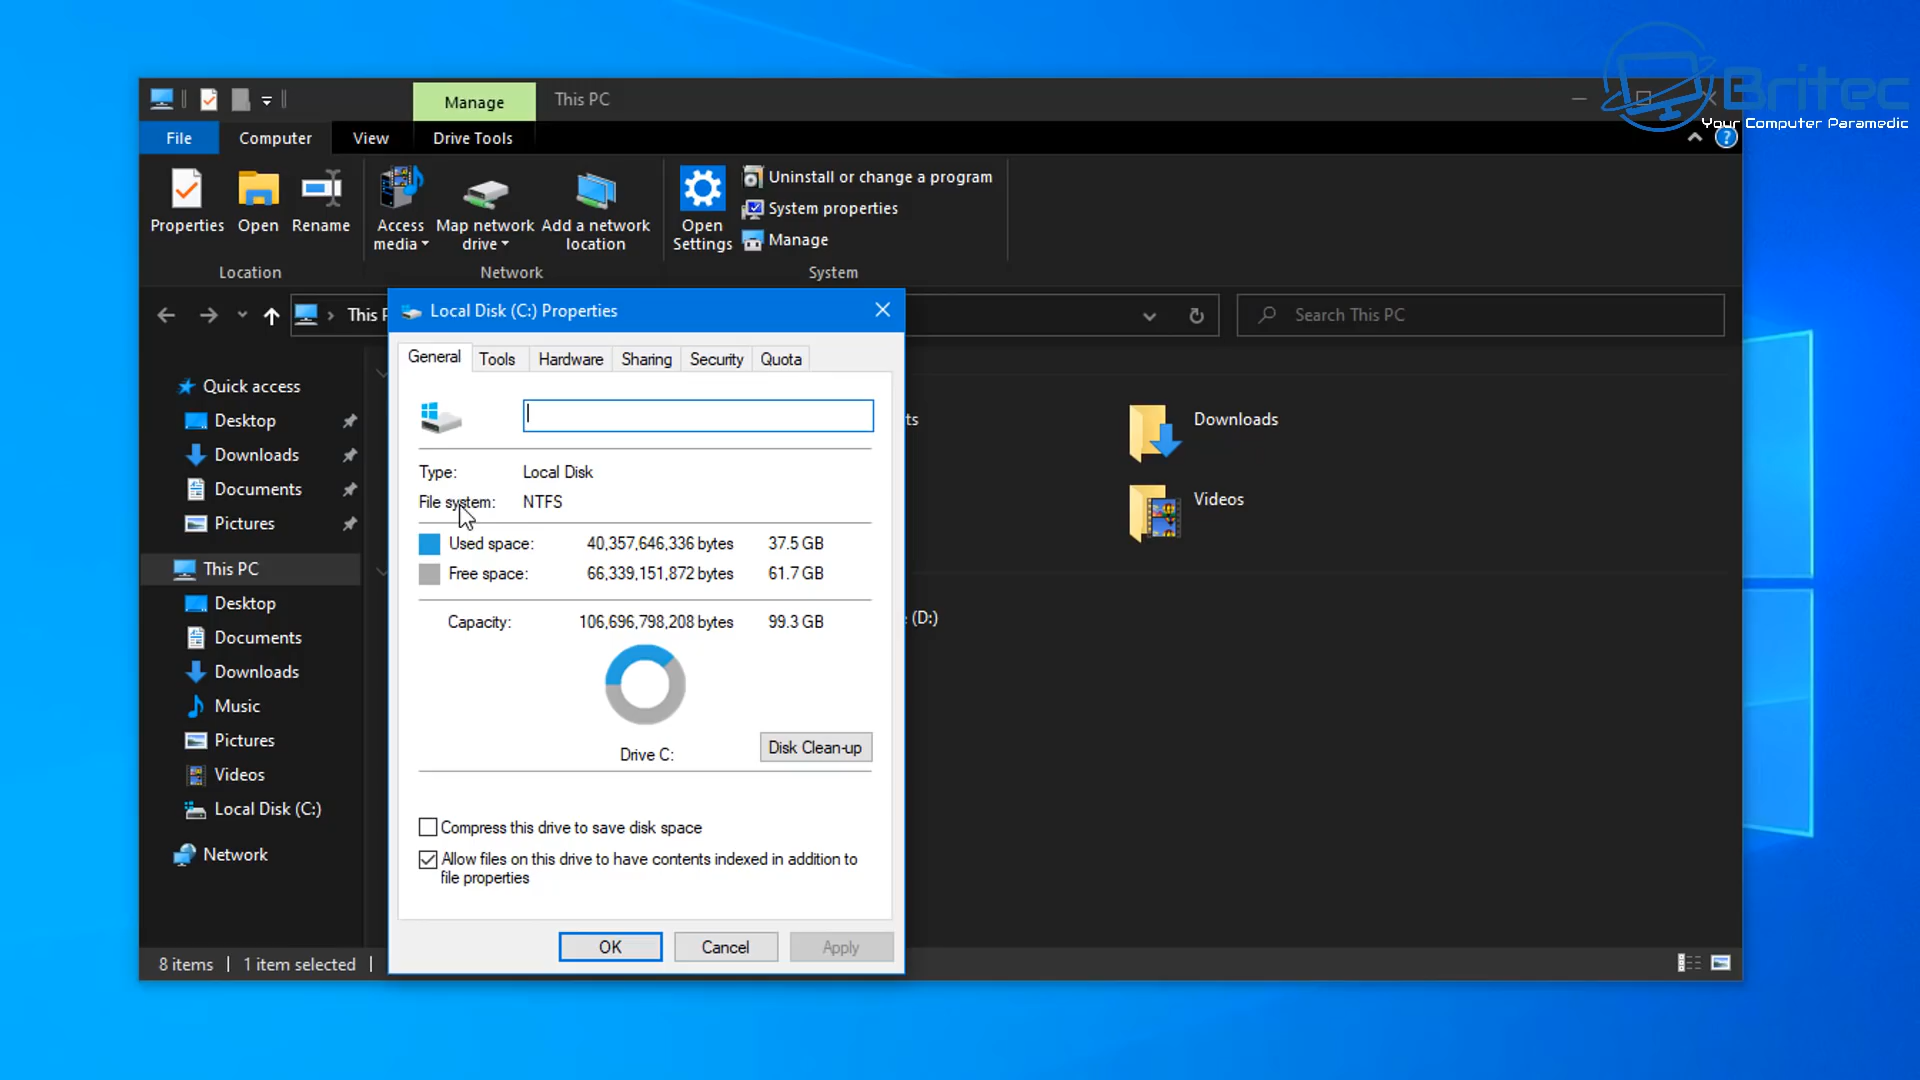 Britec
Your Computer Paramedic
Manage
This PC
File
Computer
View
Drive Tools
Properties
Open
Rename
Access media
Map network drive
Add a network location
Open Settings
Uninstall or change a program
System properties
Manage
Location
Network
System
This P
Search This PC
Quick access
Desktop
Downloads
Documents
Pictures
This PC
Desktop
Documents
Downloads
Music
Pictures
Videos
Local Disk (C:)
Network
Local Disk (C:) Properties
General
Tools
Hardware
Sharing
Security
Quota
Type: Local Disk
File system: NTFS
Used space: 40,357,646,336 bytes 37.5 GB
Free space: 66,339,151,872 bytes 61.7 GB
Capacity: 106,696,798,208 bytes 99.3 GB
Drive C:
Disk Clean-up
Compress this drive to save disk space
Allow files on this drive to have contents indexed in addition to
file properties
OK
Cancel
Apply
ts
Downloads
Videos
(D:)
8 items
1 item selected